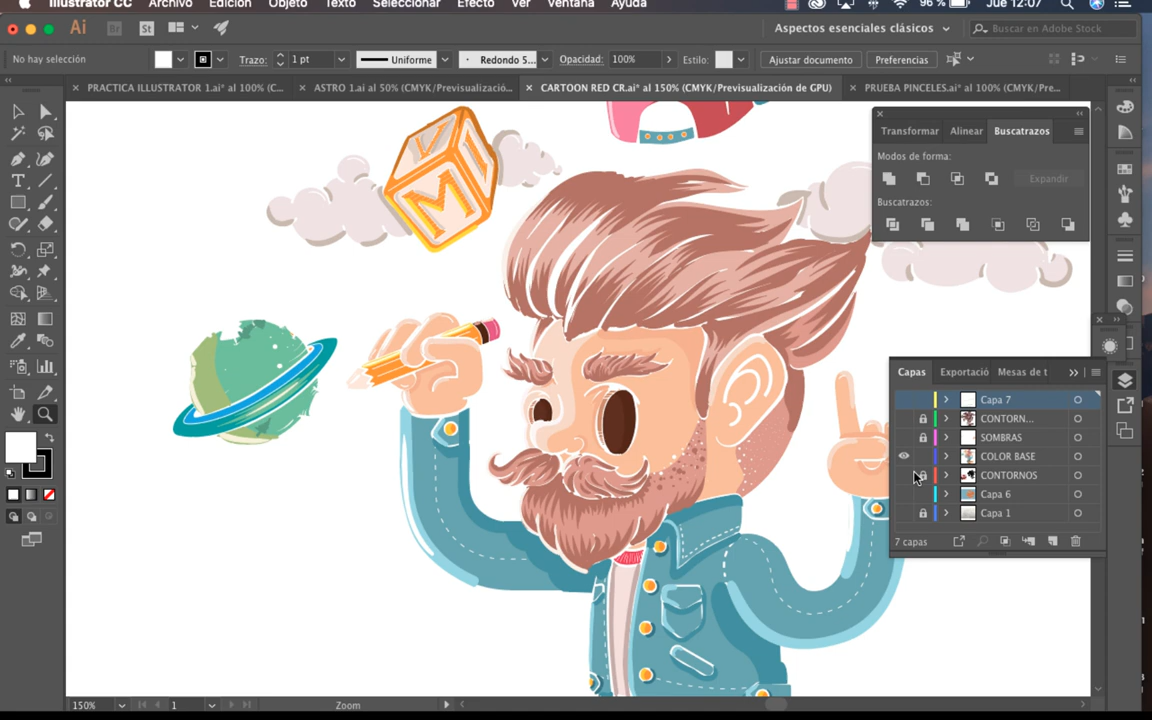 Illustrator CC Archivo Edición Objeto Texto Seleccionar Efecto Ver Ventana Ayuda 96 % Jue 12:07
Ai Br St Aspectos esenciales clásicos Buscar en Adobe Stock
No hay selección Trazo: 1 pt Uniforme Redondo 5... Opacidad: 100% Estilo: Ajustar documento Preferencias
PRACTICA ILLUSTRATOR 1.ai* al 100% (C... ASTRO 1.ai al 50% (CMYK/Previsualizació... CARTOON RED CR.ai* al 150% (CMYK/Previsualización de GPU) PRUEBA PINCELES.ai* al 100% (CMYK/Pre...
Transformar Alinear Buscatrazos
Modos de forma:
Expandir
Buscatrazos:
M
Capas Exportació Mesas de t
Capa 7
CONTORN...
SOMBRAS
COLOR BASE
CONTORNOS
Capa 6
Capa 1
7 capas
150% 1 Zoom